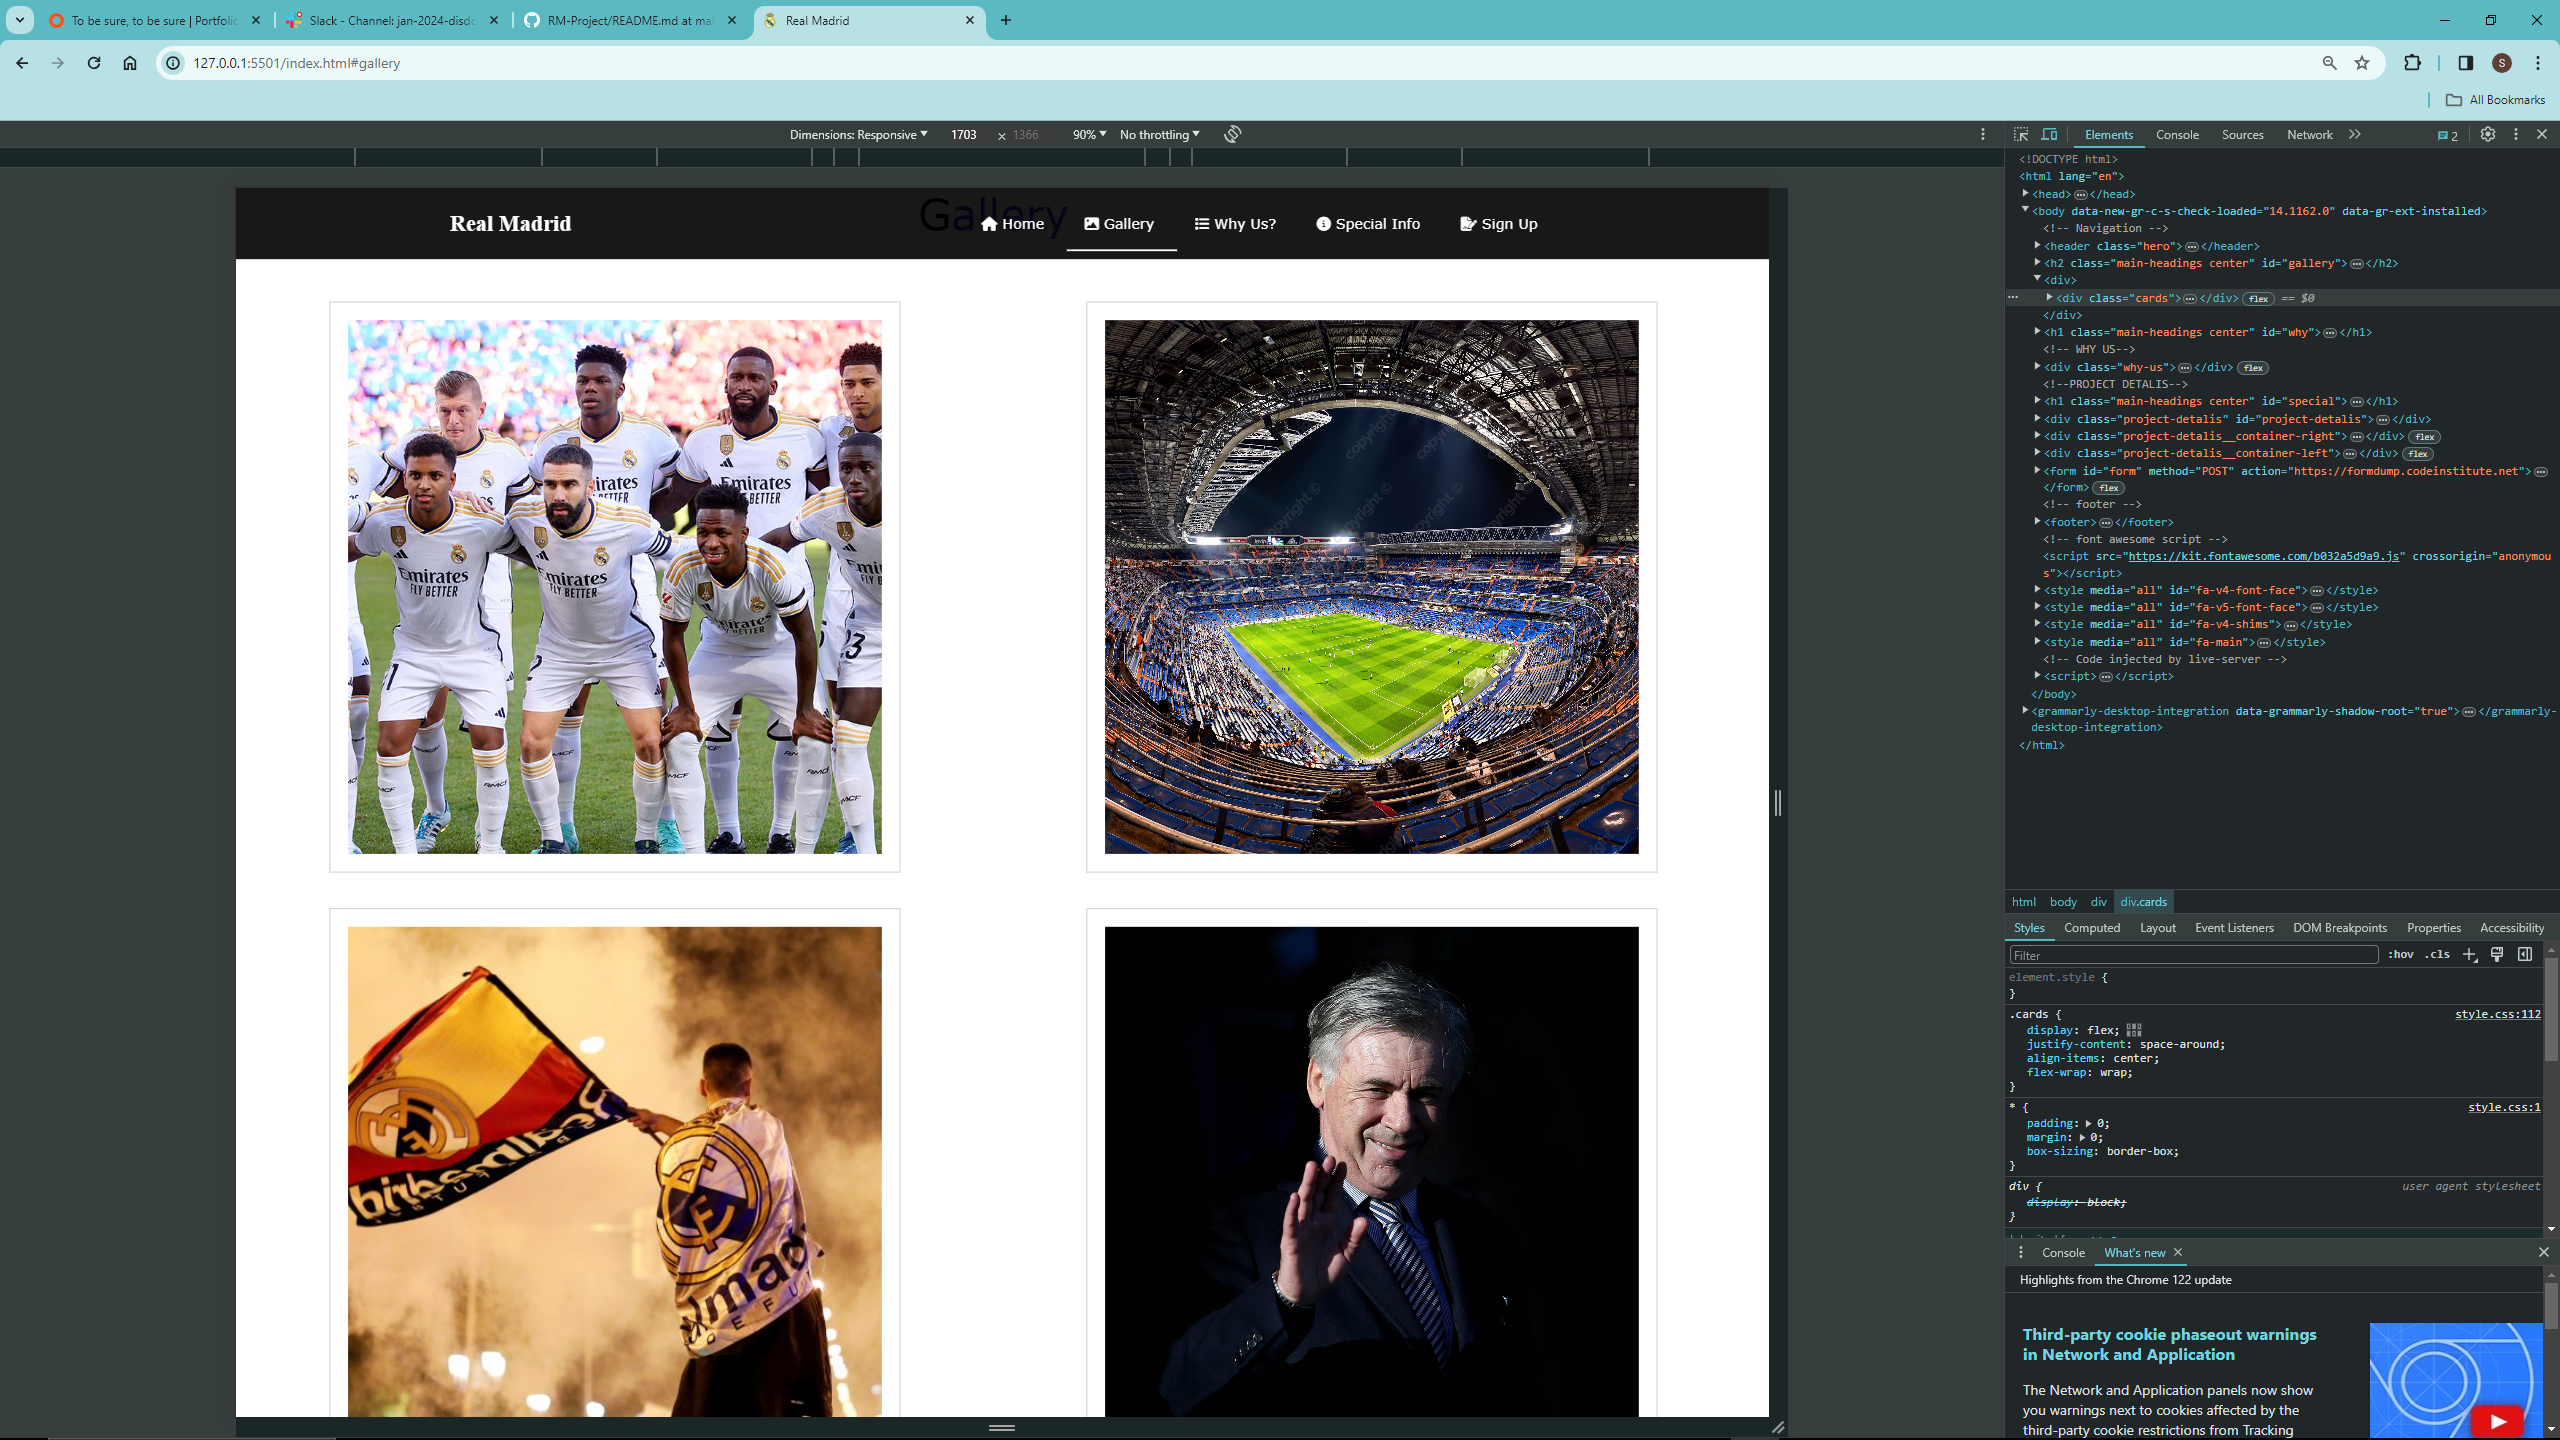 To be sure, to be sure | Portfolio
Slack - Channel: jan-2024-disd
RM-Project/README.md at ma
Real Madrid
127.0.0.1:5501/index.html#gallery
S
All Bookmarks
Dimensions: Responsive 1703 × 1366 90% No throttling
Elements Console Sources Network 2
Gallery
Real Madrid
Home Gallery Why Us? Special Info Sign Up
<!DOCTYPE html>
<html lang="en">
<head>…</head>
<body data-new-gr-c-s-check-loaded="14.1162.0" data-gr-ext-installed>
<!-- Navigation -->
<header class="hero">…</header>
<h2 class="main-headings center" id="gallery">…</h2>
<div>
<div class="cards">…</div> flex == $0
</div>
<h1 class="main-headings center" id="why">…</h1>
<!-- WHY US-->
<div class="why-us">…</div> flex
<!--PROJECT DETALIS-->
<h1 class="main-headings center" id="special">…</h1>
<div class="project-detalis" id="project-detalis">…</div>
<div class="project-detalis__container-right">…</div> flex
<div class="project-detalis__container-left">…</div> flex
<form id="form" method="POST" action="https://formdump.codeinstitute.net">…
</form> flex
<!-- footer -->
<footer>…</footer>
<!-- font awesome script -->
<script src="https://kit.fontawesome.com/b032a5d9a9.js" crossorigin="anonymou
s"></script>
<style media="all" id="fa-v4-font-face">…</style>
<style media="all" id="fa-v5-font-face">…</style>
<style media="all" id="fa-v4-shims">…</style>
<style media="all" id="fa-main">…</style>
<!-- Code injected by live-server -->
<script>…</script>
</body>
<grammarly-desktop-integration data-grammarly-shadow-root="true">…</grammarly-
desktop-integration>
</html>
html body div div.cards
Styles Computed Layout Event Listeners DOM Breakpoints Properties Accessibility
Filter :hov .cls
element.style {
}
.cards { style.css:112
display: flex;
justify-content: space-around;
align-items: center;
flex-wrap: wrap;
}
* { style.css:1
padding: 0;
margin: 0;
box-sizing: border-box;
}
div { user agent stylesheet
display: block;
}
Console What's new
Highlights from the Chrome 122 update
Third-party cookie phaseout warnings
in Network and Application
The Network and Application panels now show
you warnings next to cookies affected by the
third-party cookie restrictions from Tracking
Emirates
FLY BETTER
Emirates
FLY BETTER
Emirates
FLY BETTER
copyright ©